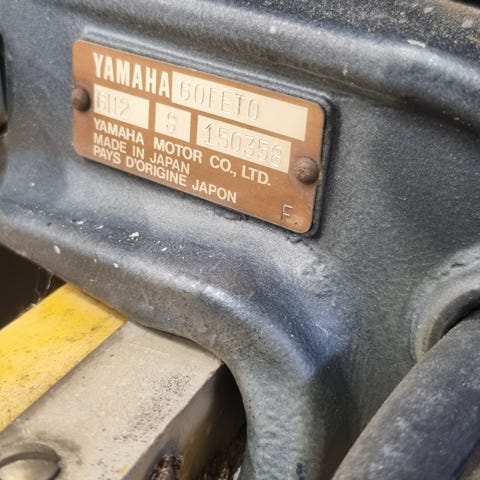 YAMAHA 60FETO
6H2 S 150358
YAMAHA MOTOR CO., LTD.
MADE IN JAPAN
PAYS D'ORIGINE JAPON
F